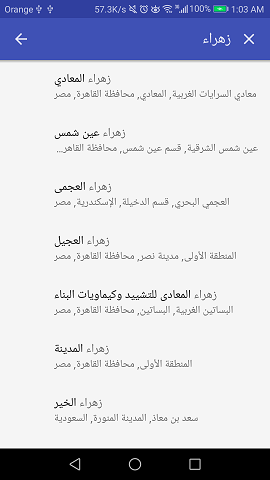 Orange 57.3K/s 100% 1:03 AM
زهراء
زهراء المعادي
معادي السرايات الغربية, المعادي, محافظة القاهرة, مصر
زهراء عين شمس
عين شمس الشرقية, قسم عين شمس, محافظة القاهر...
زهراء العجمى
العجمي البحري, قسم الدخيلة, الإسكندرية, مصر
زهراء العجيل
المنطقة الأولى, مدينة نصر, محافظة القاهرة, مصر
زهراء المعادى للتشييد وكيماويات البناء
البساتين الغربية, البساتين, محافظة القاهرة, مصر
زهراء المدينة
المنطقة الأولى, محافظة القاهرة, مصر
زهراء الخير
سعد بن معاذ, المدينة المنورة, السعودية